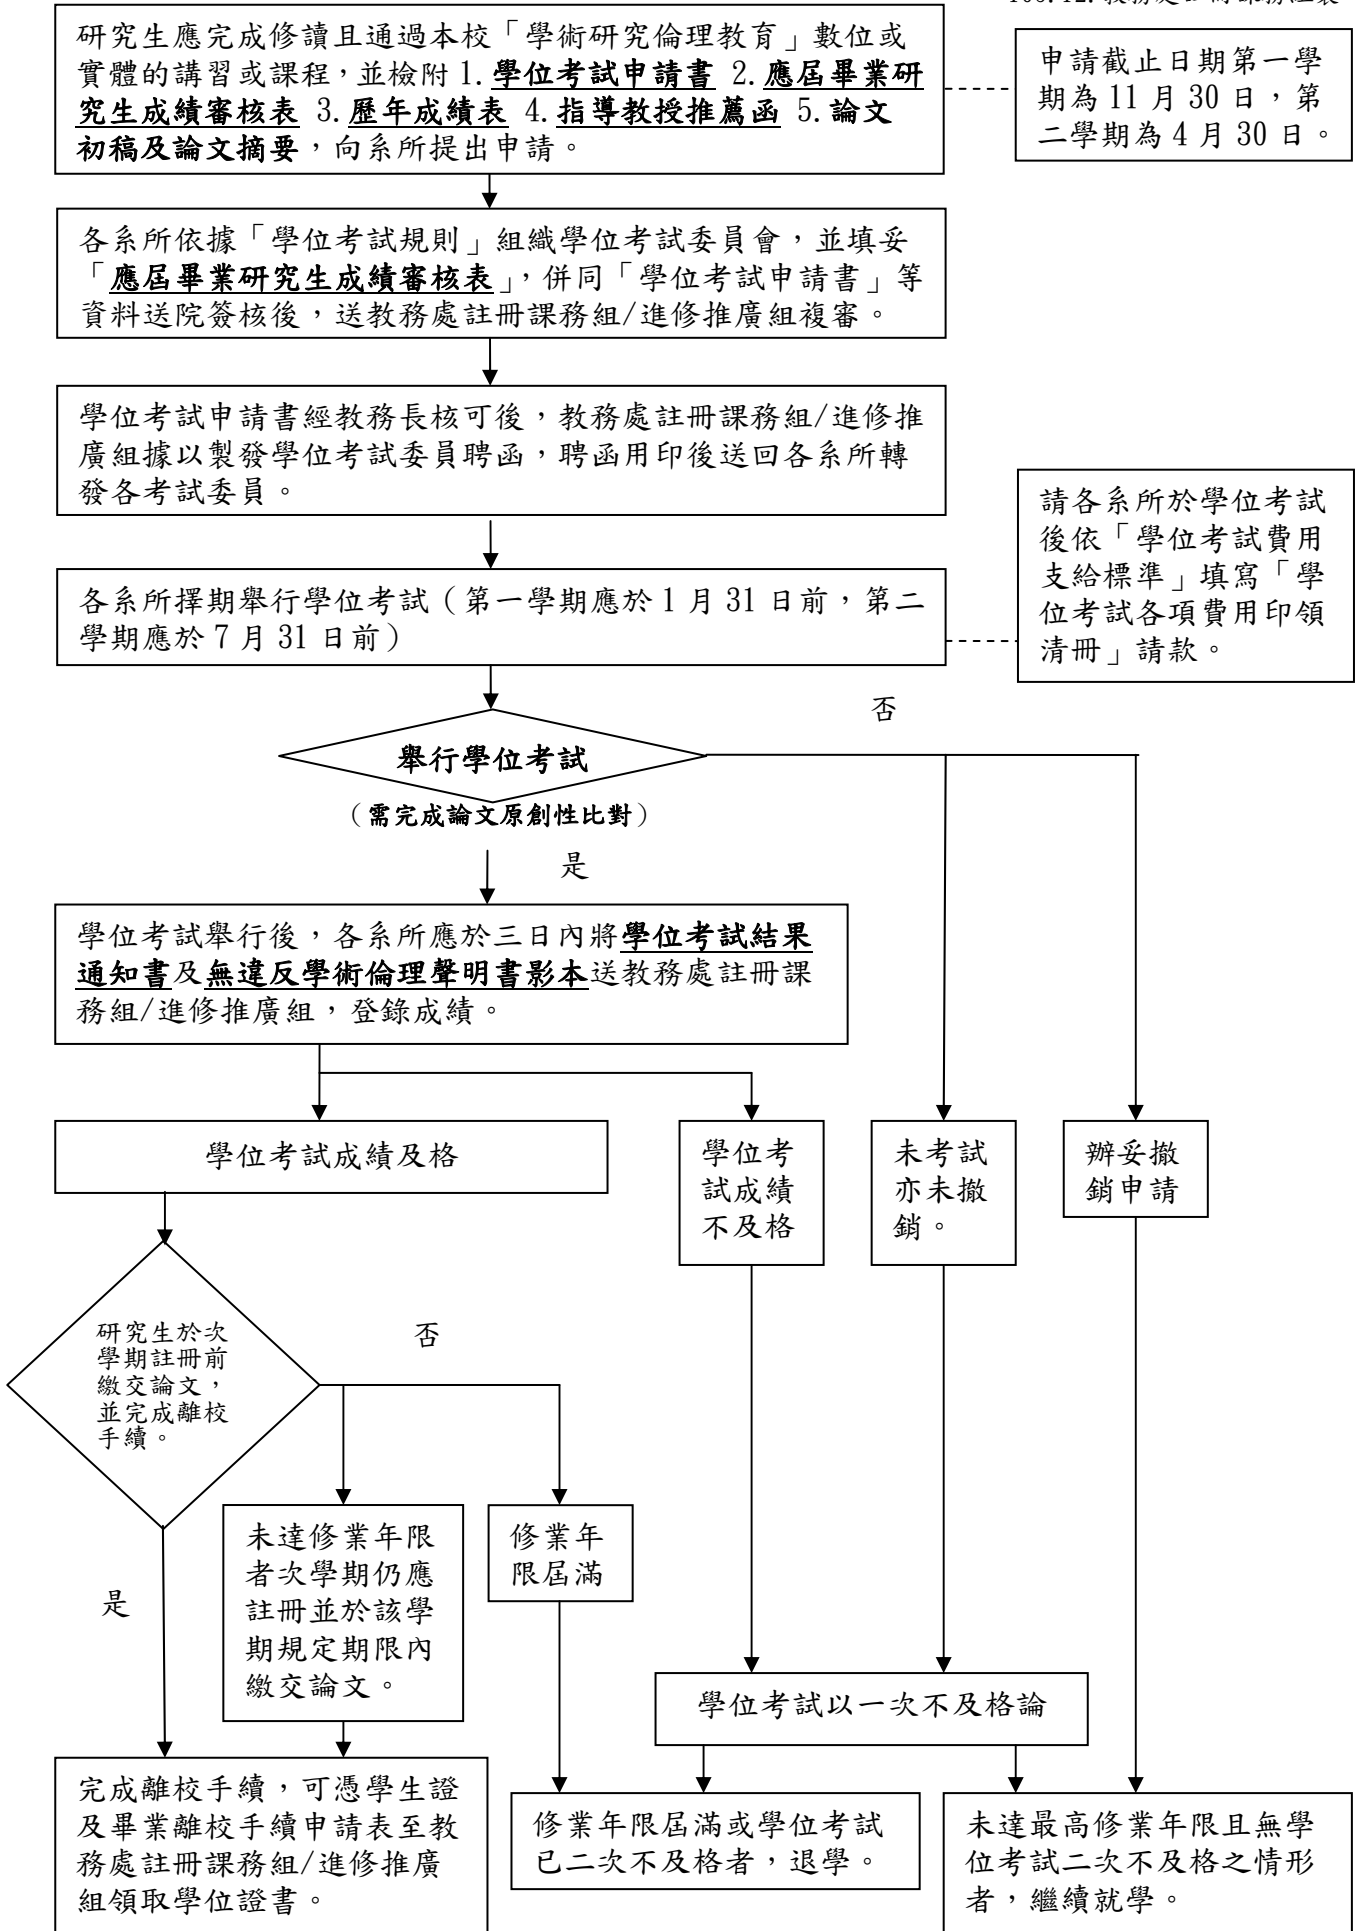 研究生應完成修讀且通過本校「學術研究倫理教育」數位或
實體的講習或課程，並檢附 1.學位考試申請書 2.應屆畢業研
究生成績審核表 3.歷年成績表 4.指導教授推薦函 5.論文
初稿及論文摘要，向系所提出申請。
申請截止日期第一學
期為 11 月 30 日，第
二學期為 4 月 30 日。
各系所依據「學位考試規則」組織學位考試委員會，並填妥
「應屆畢業研究生成績審核表」，併同「學位考試申請書」等
資料送院簽核後，送教務處註冊課務組/進修推廣組複審。
學位考試申請書經教務長核可後，教務處註冊課務組/進修推
廣組據以製發學位考試委員聘函，聘函用印後送回各系所轉
發各考試委員。
請各系所於學位考試
後依「學位考試費用
支給標準」填寫「學
位考試各項費用印領
清冊」請款。
各系所擇期舉行學位考試（第一學期應於 1 月 31 日前，第二
學期應於 7 月 31 日前）
否
舉行學位考試
（需完成論文原創性比對）
是
學位考試舉行後，各系所應於三日內將學位考試結果
通知書及無違反學術倫理聲明書影本送教務處註冊課
務組/進修推廣組，登錄成績。
學位考試成績及格
學位考
試成績
不及格
未考試
亦未撤
銷。
辦妥撤
銷申請
研究生於次
學期註冊前
繳交論文，
並完成離校
手續。
否
是
未達修業年限
者次學期仍應
註冊並於該學
期規定期限內
繳交論文。
修業年
限屆滿
學位考試以一次不及格論
完成離校手續，可憑學生證
及畢業離校手續申請表至教
務處註冊課務組/進修推廣
組領取學位證書。
修業年限屆滿或學位考試
已二次不及格者，退學。
未達最高修業年限且無學
位考試二次不及格之情形
者，繼續就學。